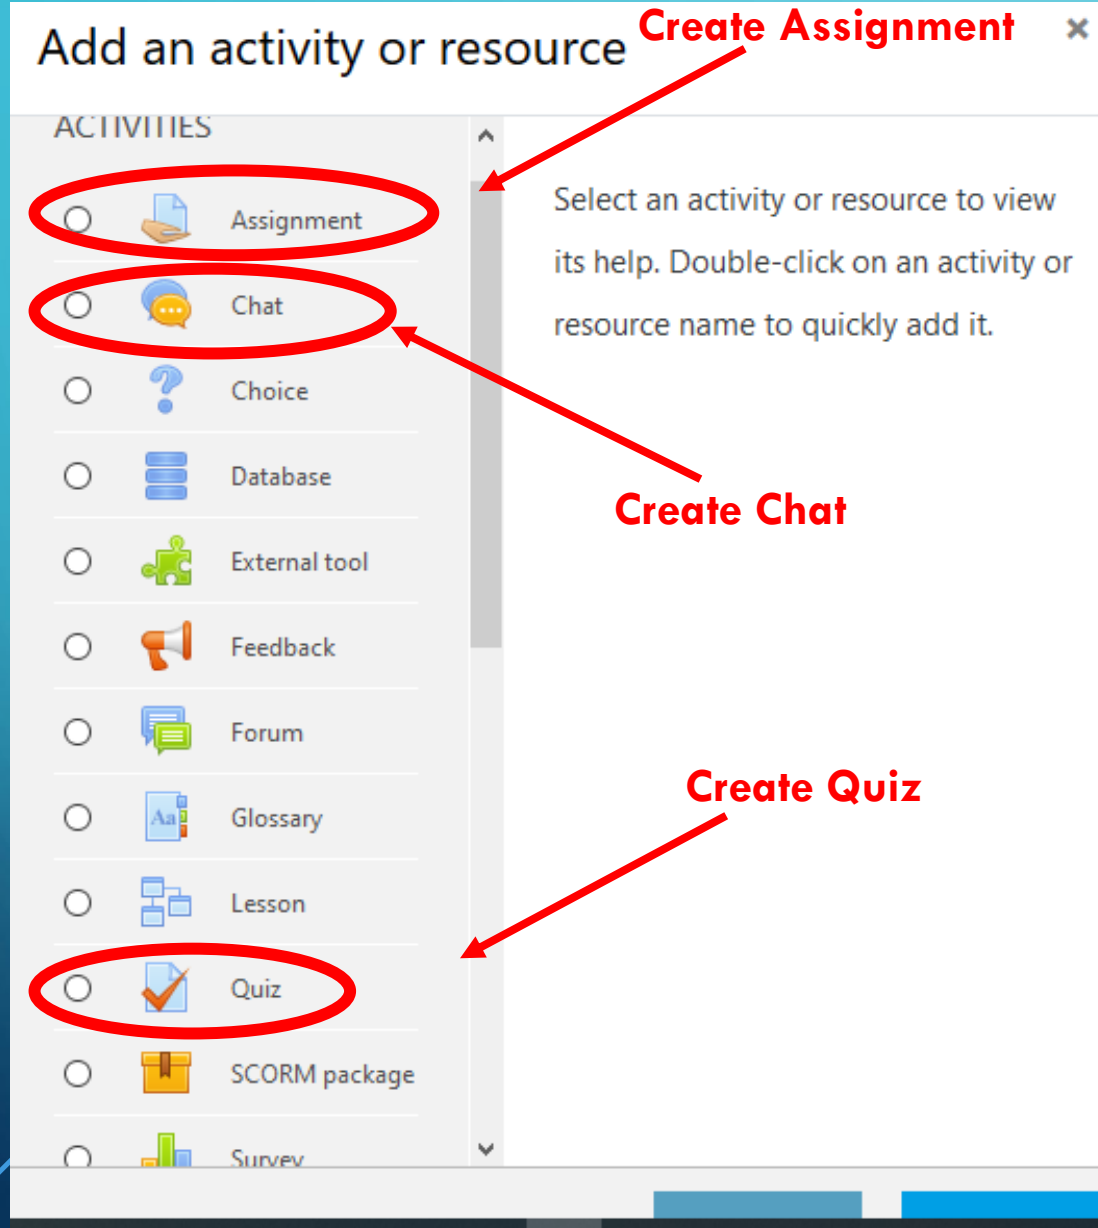 Create Assignment
Add an activity or resource
ACTIVITIES
Assignment
Chat
Choice
Database
External tool
Feedback
Forum
Glossary
Aa
Lesson
Quiz
SCORM package
Survey
Select an activity or resource to view
its help. Double-click on an activity or
resource name to quickly add it.
Create Chat
Create Quiz